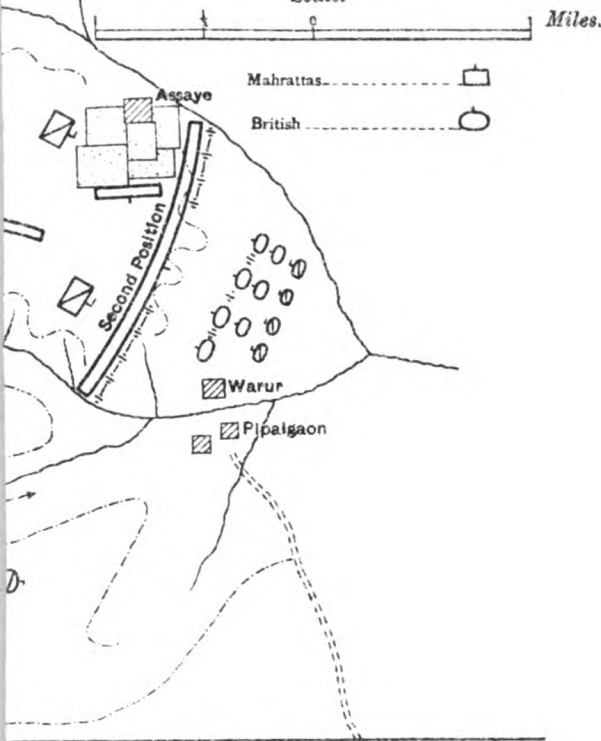 Miles.
Mahrattas
British
Assaye
Second Position
Warur
Pipalgaon